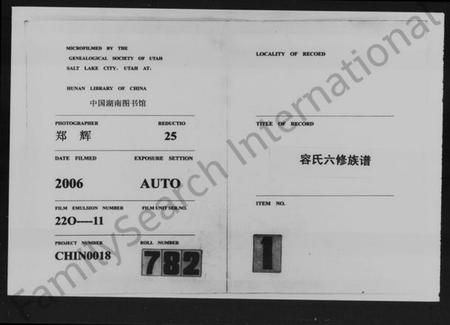 MICROFILMED BY THE
GENEALOGICAL SOCIETY OF UTAH
SALT LAKE CITY. UTAH AT:
HUNAN LIBRARY OF CHINA
中国湖南图书馆
PHOTOGRAPHER REDUCTIO
郑 辉 25
DATE FILMED EXPOSURE SETTION
2006 AUTO
FILM EMULSION NUMBER FILM UNIT SER.NO.
22O----11
PROJECT NUMBER ROLL NUMBER
CHIN0018 782
LOCALITY OF RECOED
TITLE OF RECORD
容氏六修族谱
ITEM NO.
1
FamilySearch International